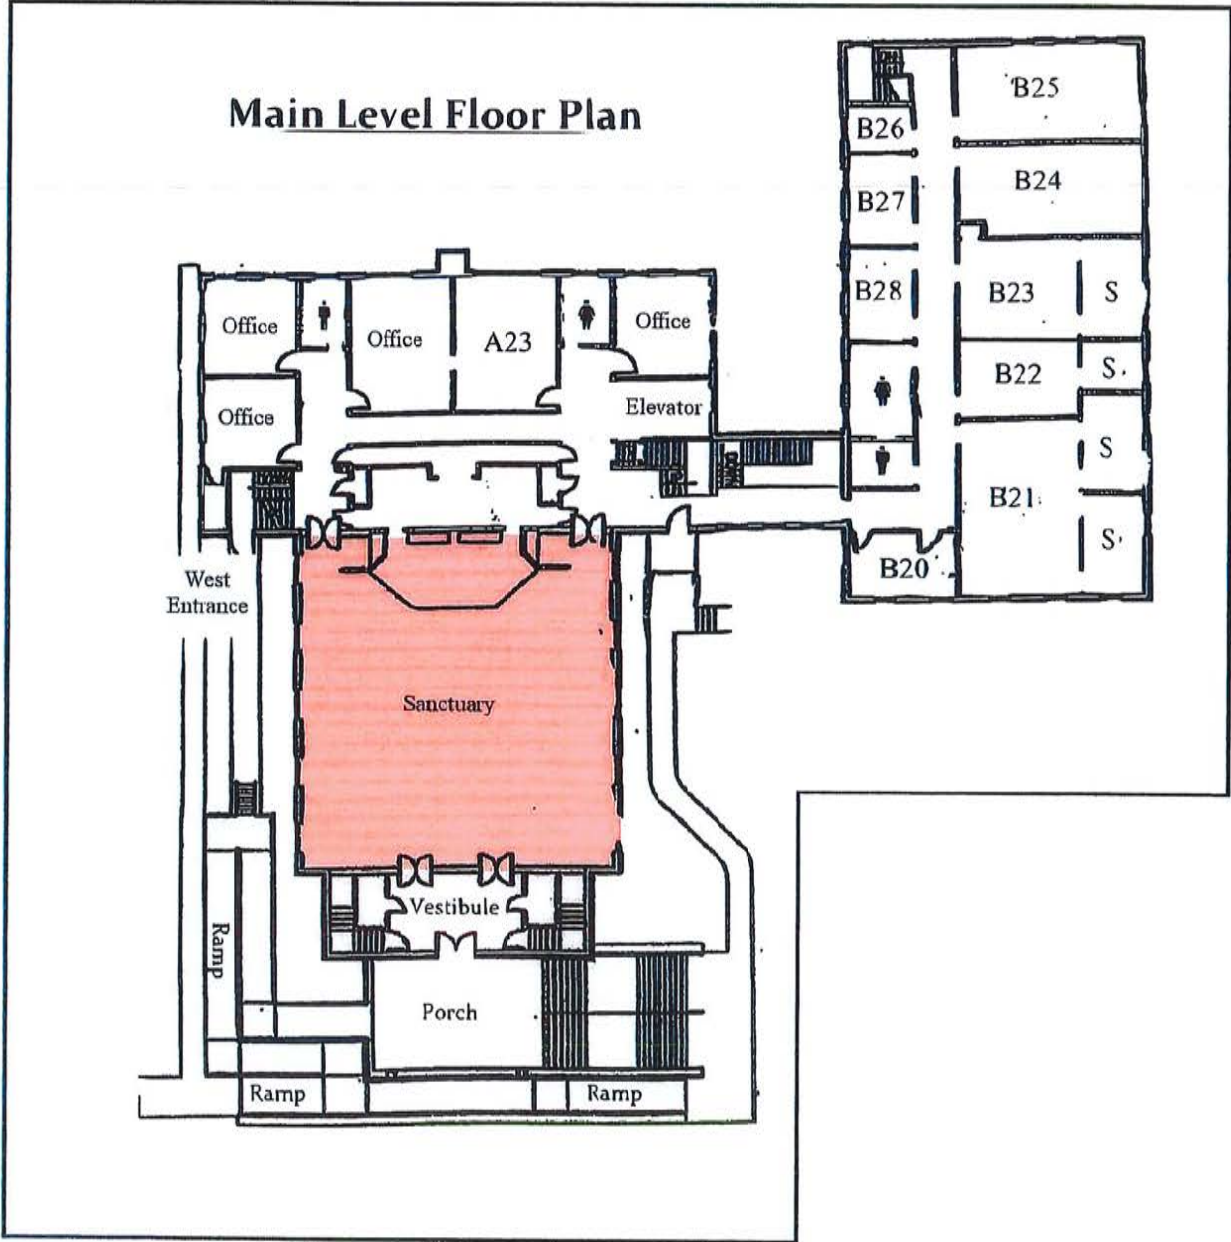 Main Level Floor Plan
B25
B26
B24
B27
B28
B23
S
Office
Office
A23
Office
B22
S
Office
Elevator
S
B21
S
B20
West
Entrance
Sanctuary
Vestibule
Ramp
Porch
Ramp
Ramp